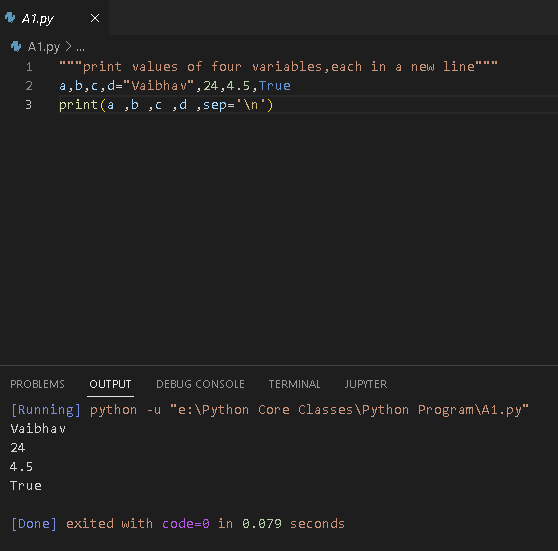 A1.py ×
A1.py > ...
1 """print values of four variables,each in a new line"""
2 a,b,c,d="Vaibhav",24,4.5,True
3 print(a ,b ,c ,d ,sep='\n')
PROBLEMS OUTPUT DEBUG CONSOLE TERMINAL JUPYTER
[Running] python -u "e:\Python Core Classes\Python Program\A1.py"
Vaibhav
24
4.5
True
[Done] exited with code=0 in 0.079 seconds